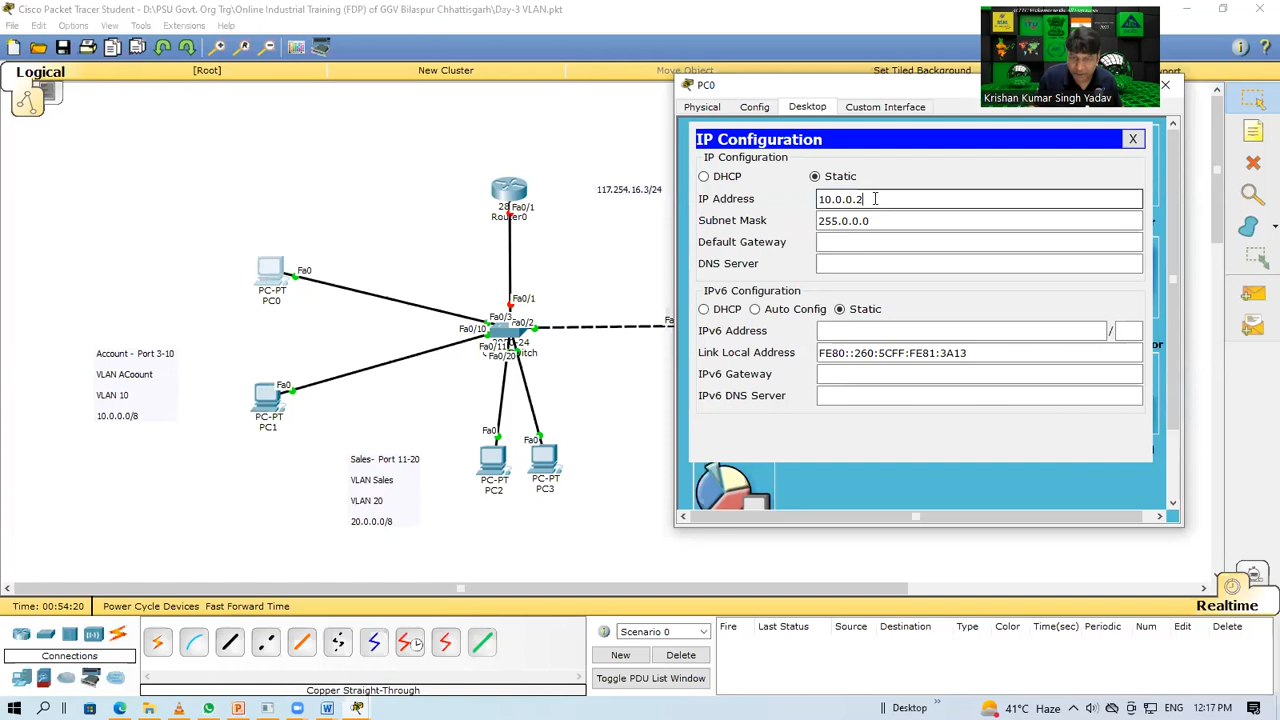 Cisco Packet Tracer Student - D:\PSU Govt. Org Trg\Online Industrial Training (FDP) of GGV Bilaspur Chhattisgarh\Day-3 VLAN.pkt
File Edit Options View Tools Extensions Help
Logical
[Root]
New Cluster
Move Object
Set Tiled Background
Krishan Kumar Singh Yadav
PC0
Physical Config Desktop Custom Interface
IP Configuration X
IP Configuration
DHCP Static
IP Address 10.0.0.2
Subnet Mask 255.0.0.0
Default Gateway
DNS Server
IPv6 Configuration
DHCP Auto Config Static
IPv6 Address /
Link Local Address FE80::260:5CFF:FE81:3A13
IPv6 Gateway
IPv6 DNS Server
117.254.16.3/24
Fa0/1
Router0
Fa0
PC-PT
PC0
Fa0/1
Fa0/3
Fa0/2
Fa0/10
Fa0/20
Account - Port 3-10
VLAN ACoount
VLAN 10
10.0.0.0/8
Fa0
PC-PT
PC1
Fa0
PC-PT
PC2
Fa0
PC-PT
PC3
Sales- Port 11-20
VLAN Sales
VLAN 20
20.0.0.0/8
Time: 00:54:20 Power Cycle Devices Fast Forward Time
Realtime
Connections
Copper Straight-Through
Scenario 0
New Delete
Toggle PDU List Window
Fire Last Status Source Destination Type Color Time(sec) Periodic Num Edit Delete
Desktop
41°C Haze
ENG 12:17 PM